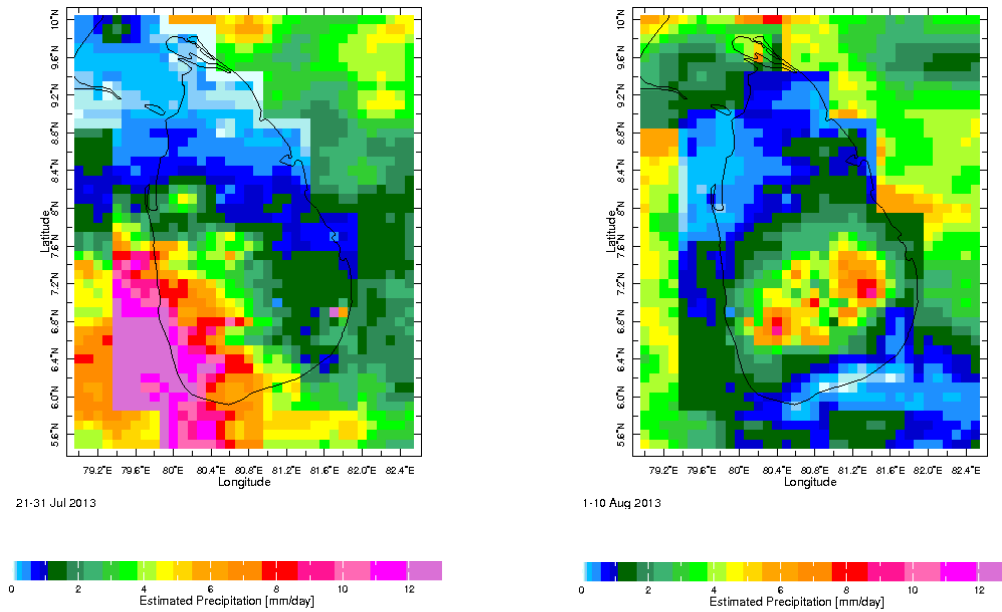 10°N 9.6°N 9.2°N 8.8°N 8.4°N 8°N 7.6°N 7.2°N 6.8°N 6.4°N 6.0°N 5.6°N
Latitude
79.2°E 79.6°E 80°E 80.4°E 80.8°E 81.2°E 81.6°E 82.0°E 82.4°E
Longitude
21-31 Jul 2013
0 2 4 6 8 10 12
Estimated Precipitation [mm/day]
10°N 9.6°N 9.2°N 8.8°N 8.4°N 8°N 7.6°N 7.2°N 6.8°N 6.4°N 6.0°N 5.6°N
Latitude
79.2°E 79.6°E 80°E 80.4°E 80.8°E 81.2°E 81.6°E 82.0°E 82.4°E
Longitude
1-10 Aug 2013
0 2 4 6 8 10 12
Estimated Precipitation [mm/day]